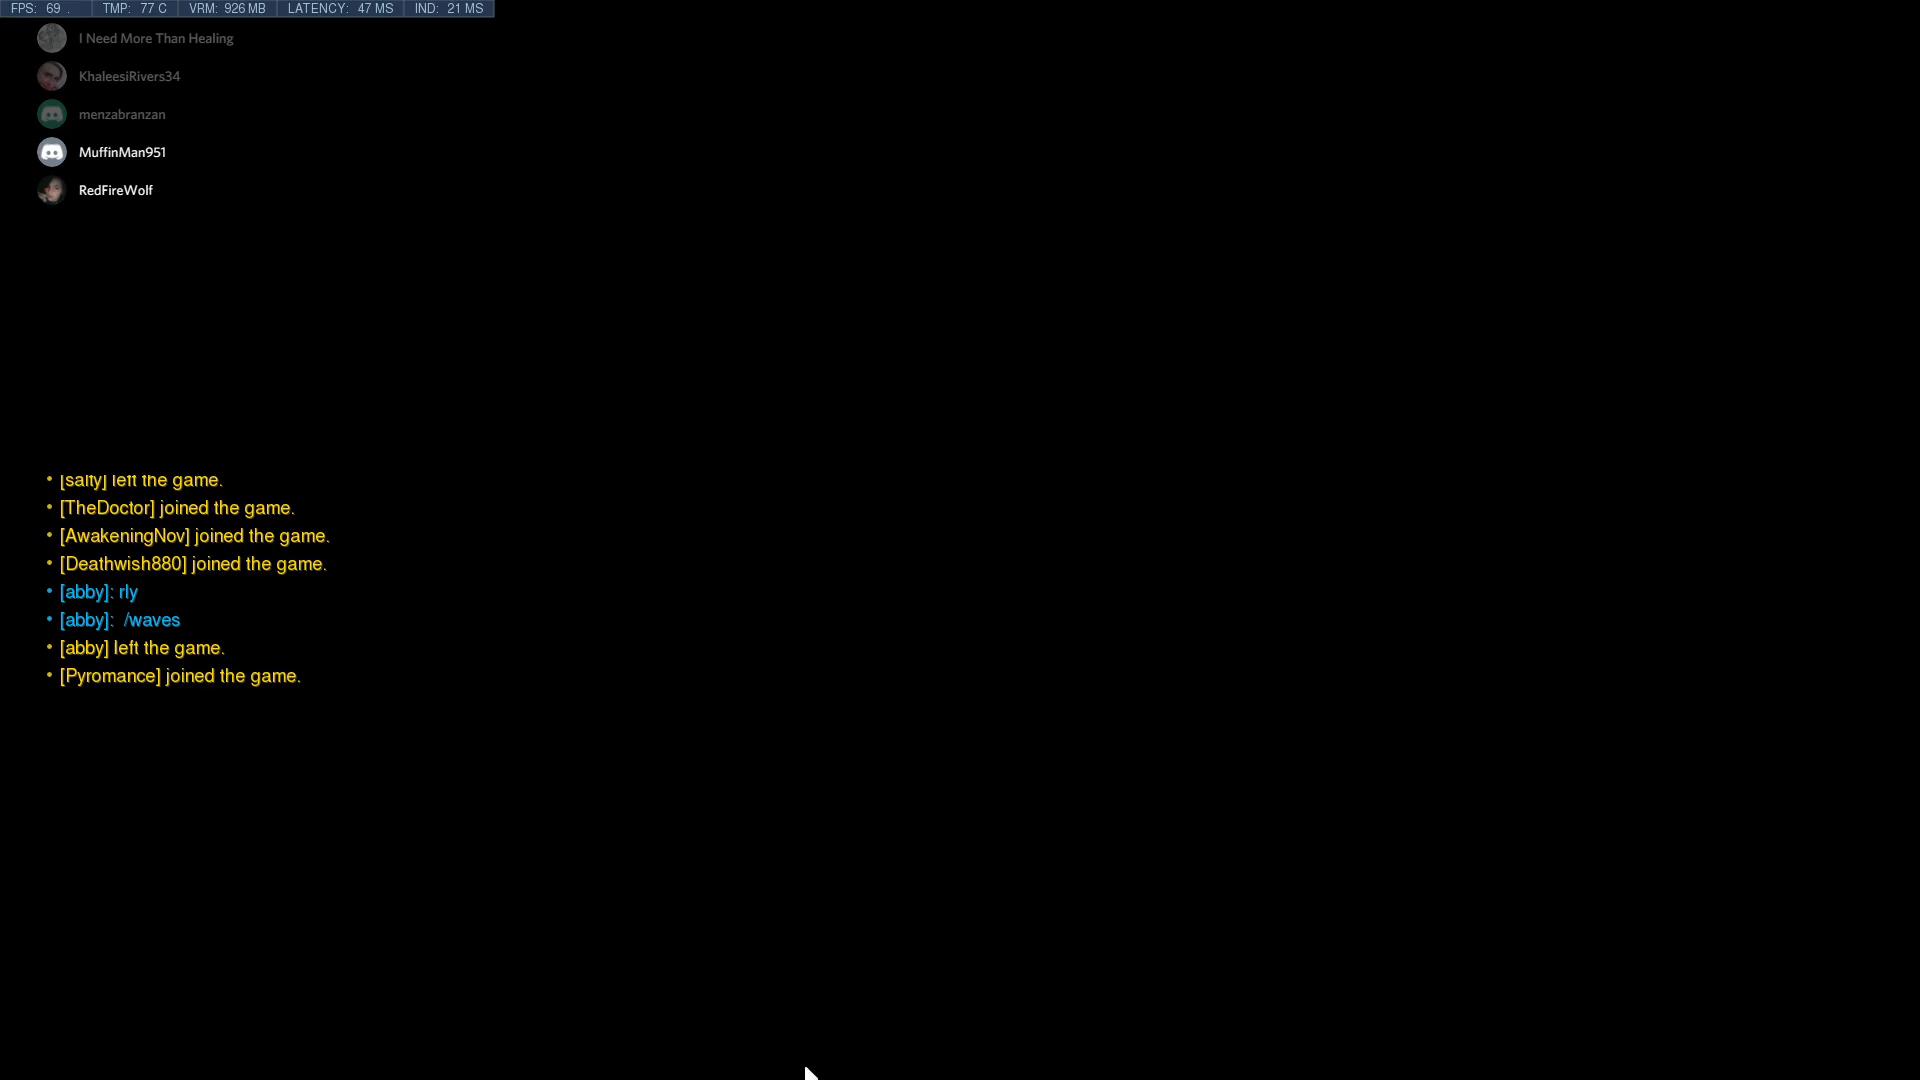 FPS: 69 . TMP: 77 C VRM: 926 MB LATENCY: 47 MS IND: 21 MS
I Need More Than Healing
KhaleesiRivers34
menzabranzan
MuffinMan951
RedFireWolf
• [salty] left the game.
• [TheDoctor] joined the game.
• [AwakeningNov] joined the game.
• [Deathwish880] joined the game.
• [abby]: rly
• [abby]: /waves
• [abby] left the game.
• [Pyromance] joined the game.